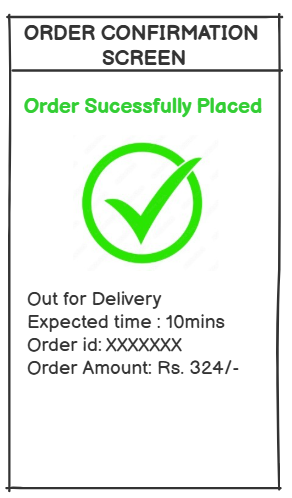 ORDER CONFIRMATION
SCREEN
Order Sucessfully Placed
Out for Delivery
Expected time : 10mins
Order id: XXXXXXX
Order Amount: Rs. 324/-